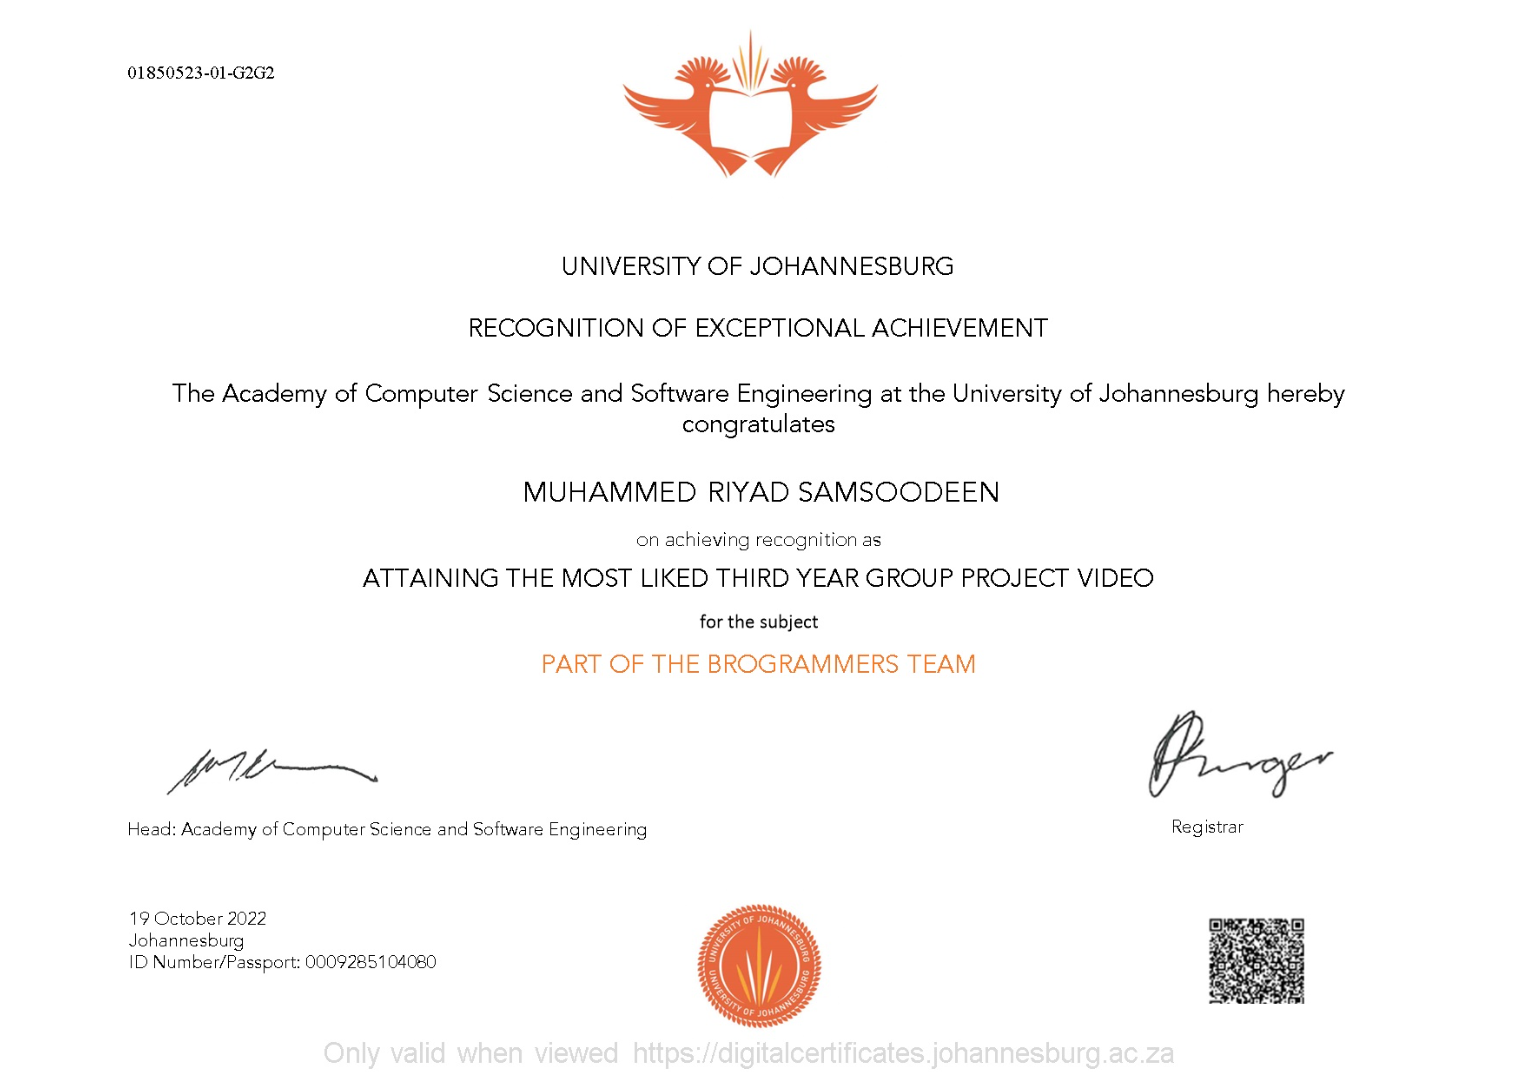 01850523-01-G2G2
UNIVERSITY OF JOHANNESBURG
RECOGNITION OF EXCEPTIONAL ACHIEVEMENT
The Academy of Computer Science and Software Engineering at the University of Johannesburg hereby
congratulates
MUHAMMED RIYAD SAMSOODEEN
on achieving recognition as
ATTAINING THE MOST LIKED THIRD YEAR GROUP PROJECT VIDEO
for the subject
PART OF THE BROGRAMMERS TEAM
Head: Academy of Computer Science and Software Engineering
Registrar
19 October 2022
Johannesburg
ID Number/Passport: 0009285104080
UNIVERSITY OF JOHANNESBURG
UNIVERSITY OF JOHANNESBURG
Only valid when viewed https://digitalcertificates.johannesburg.ac.za